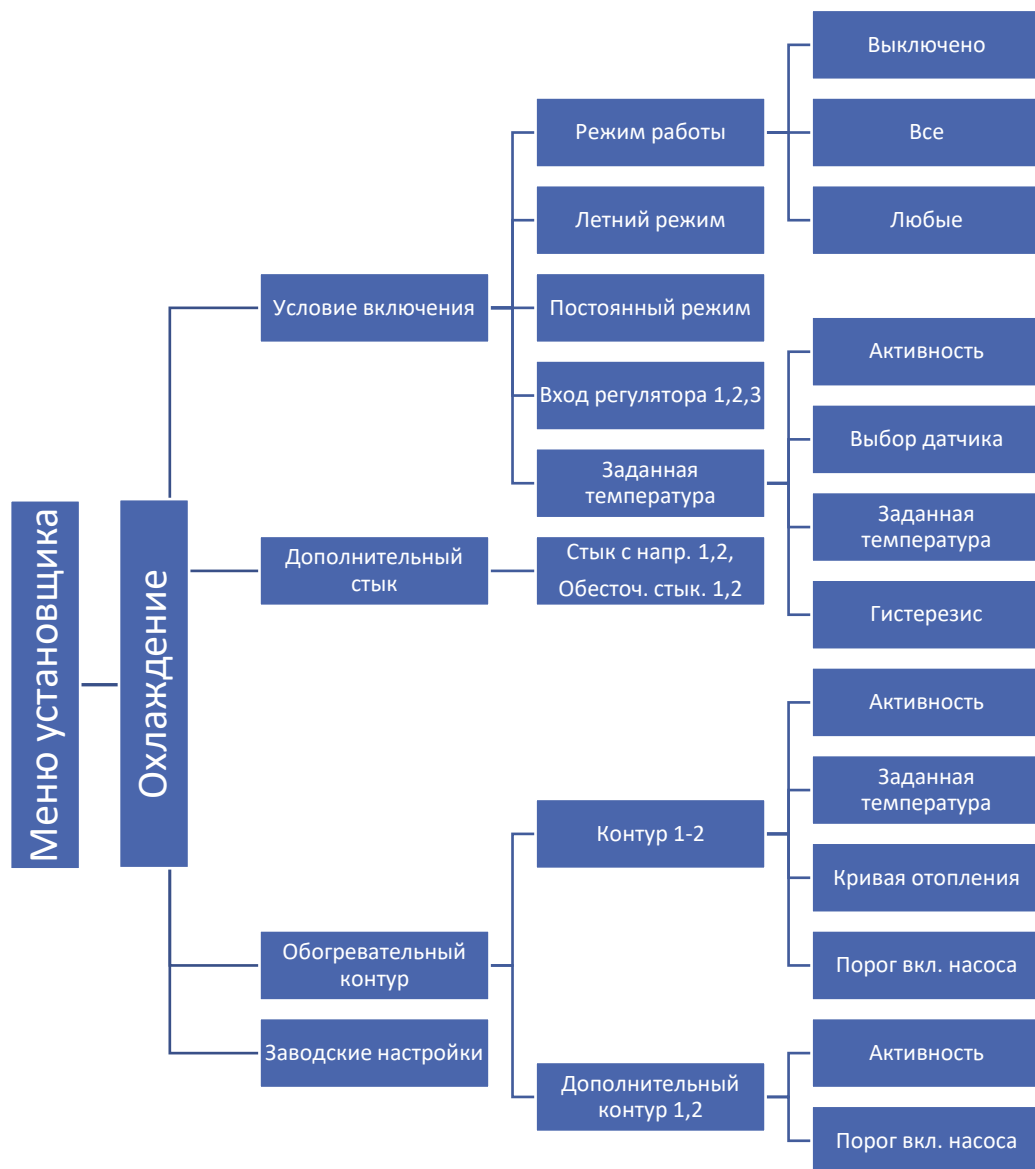 Меню установщика
Охлаждение
Условие включения
Режим работы
Выключено
Все
Любые
Летний режим
Постоянный режим
Вход регулятора 1,2,3
Заданная
температура
Активность
Выбор датчика
Заданная
температура
Гистерезис
Дополнительный
стык
Стык с напр. 1,2,
Обесточ. стык. 1,2
Обогревательный
контур
Контур 1-2
Активность
Заданная
температура
Кривая отопления
Порог вкл. насоса
Дополнительный
контур 1,2
Активность
Порог вкл. насоса
Заводские настройки